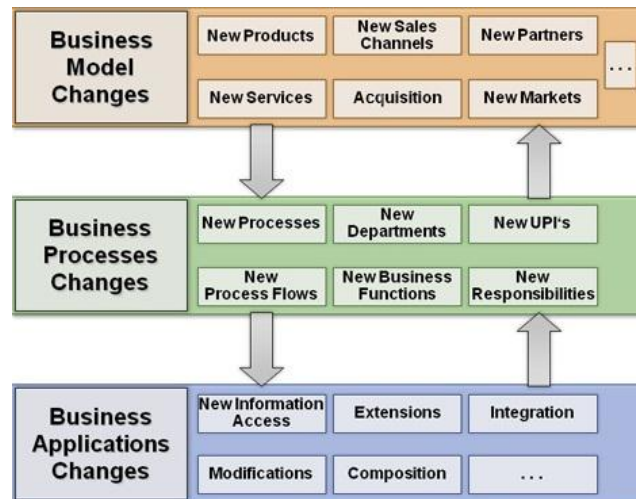 Business
Model
Changes
New Products
New Sales
Channels
New Partners
...
New Services
Acquisition
New Markets
Business
Processes
Changes
New Processes
New
Departments
New UPI's
New
Process Flows
New Business
Functions
New
Responsibilities
Business
Applications
Changes
New Information
Access
Extensions
Integration
Modifications
Composition
...